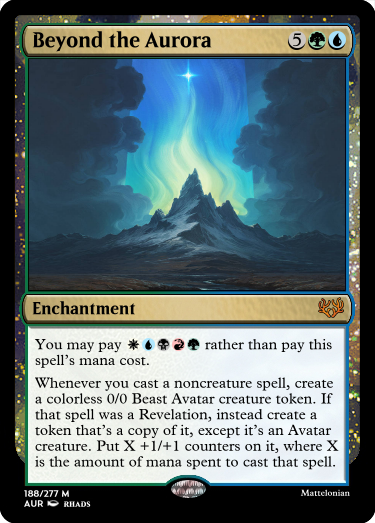 Beyond the Aurora 5
Enchantment
You may pay rather than pay this
spell's mana cost.
Whenever you cast a noncreature spell, create
a colorless 0/0 Beast Avatar creature token. If
that spell was a Revelation, instead create a
token that's a copy of it, except it's an Avatar
creature. Put X +1/+1 counters on it, where X
is the amount of mana spent to cast that spell.
188/277 M Mattelonian
AUR RHADS